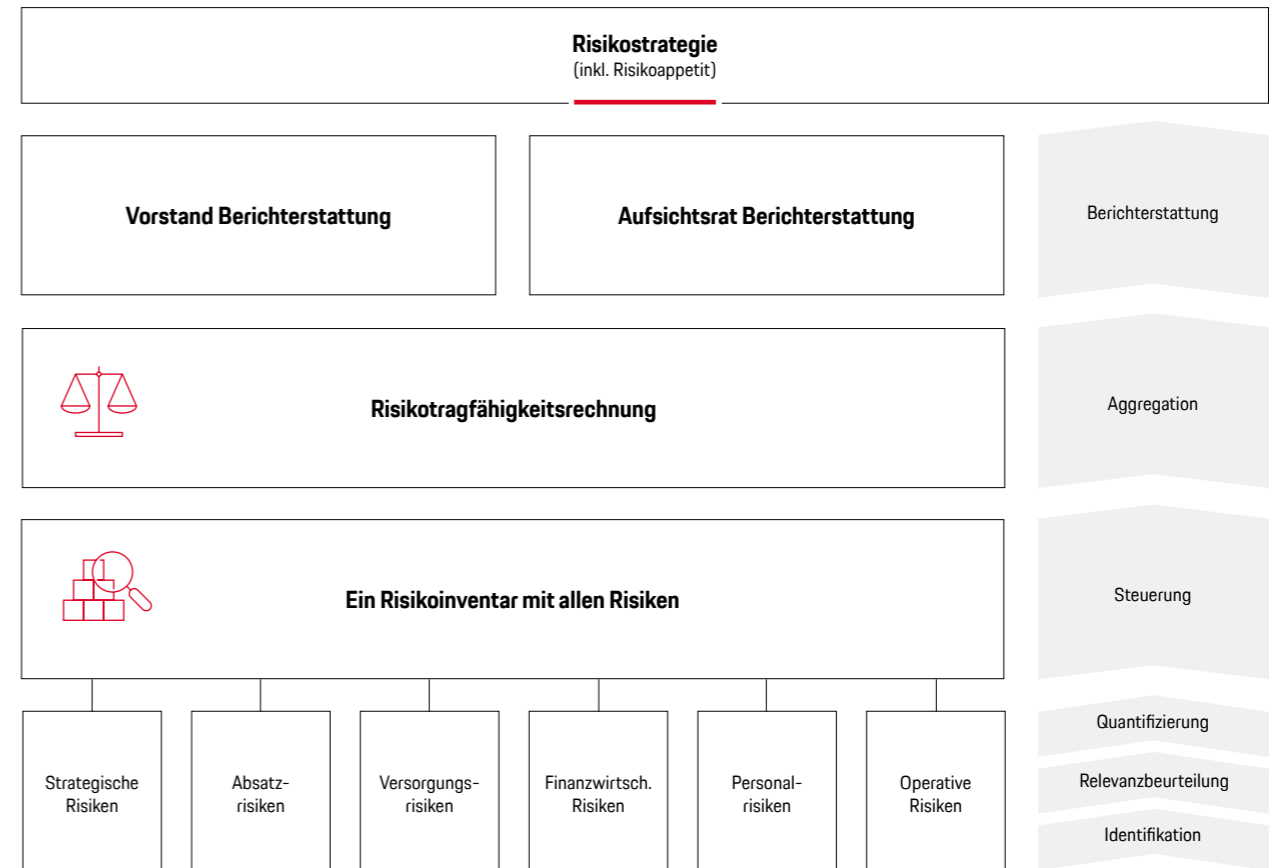 Risikostrategie
(inkl. Risikoappetit)
Vorstand Berichterstattung
Aufsichtsrat Berichterstattung
Berichterstattung
Risikotragfähigkeitsrechnung
Aggregation
Ein Risikoinventar mit allen Risiken
Steuerung
Strategische
Risiken
Absatz-
risiken
Versorgungs-
risiken
Finanzwirtsch.
Risiken
Personal-
risiken
Operative
Risiken
Quantifizierung
Relevanzbeurteilung
Identifikation